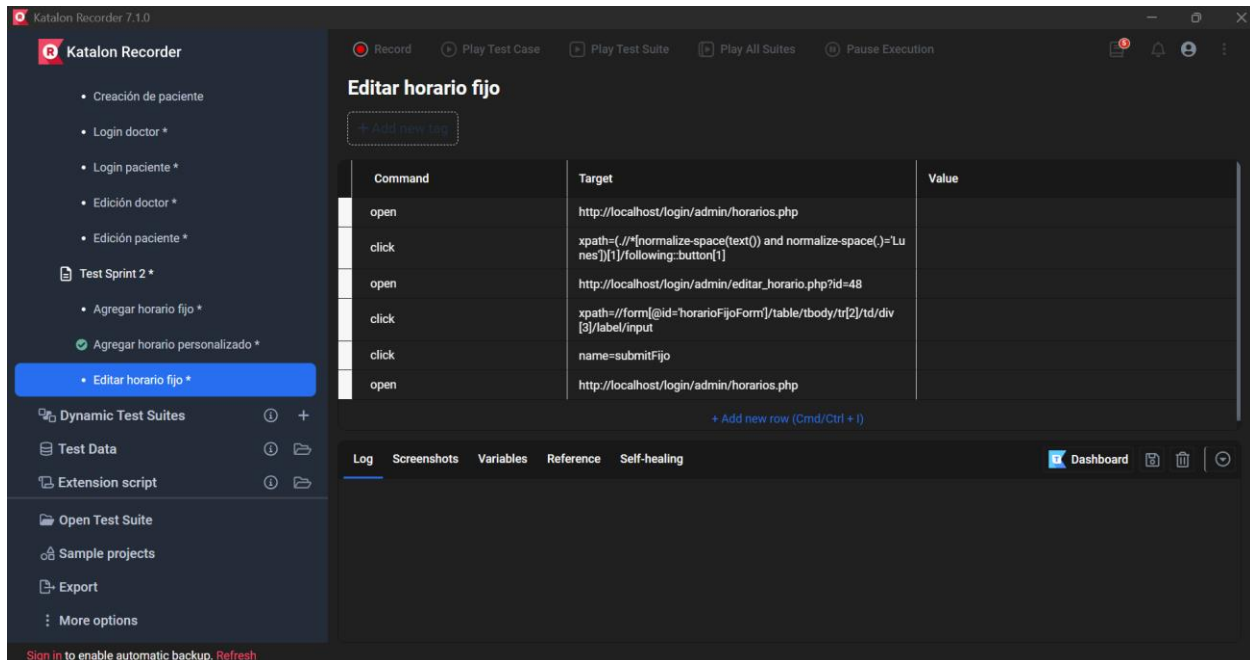 Katalon Recorder 7.1.0
Katalon Recorder
Record Play Test Case Play Test Suite Play All Suites Pause Execution
5
Creación de paciente
Login doctor *
Login paciente *
Edición doctor *
Edición paciente *
Test Sprint 2 *
Agregar horario fijo *
Agregar horario personalizado *
Editar horario fijo *
Dynamic Test Suites
Test Data
Extension script
Open Test Suite
Sample projects
Export
More options
Sign in to enable automatic backup. Refresh
Editar horario fijo
+ Add new tag
Command Target Value
open http://localhost/login/admin/horarios.php
click xpath=(.//*[normalize-space(text()) and normalize-space(.)='Lu
nes'])[1]/following::button[1]
open http://localhost/login/admin/editar_horario.php?id=48
click xpath=//form[@id='horarioFijoForm']/table/tbody/tr[2]/td/div
[3]/label/input
click name=submitFijo
open http://localhost/login/admin/horarios.php
+ Add new row (Cmd/Ctrl + I)
Log Screenshots Variables Reference Self-healing Dashboard